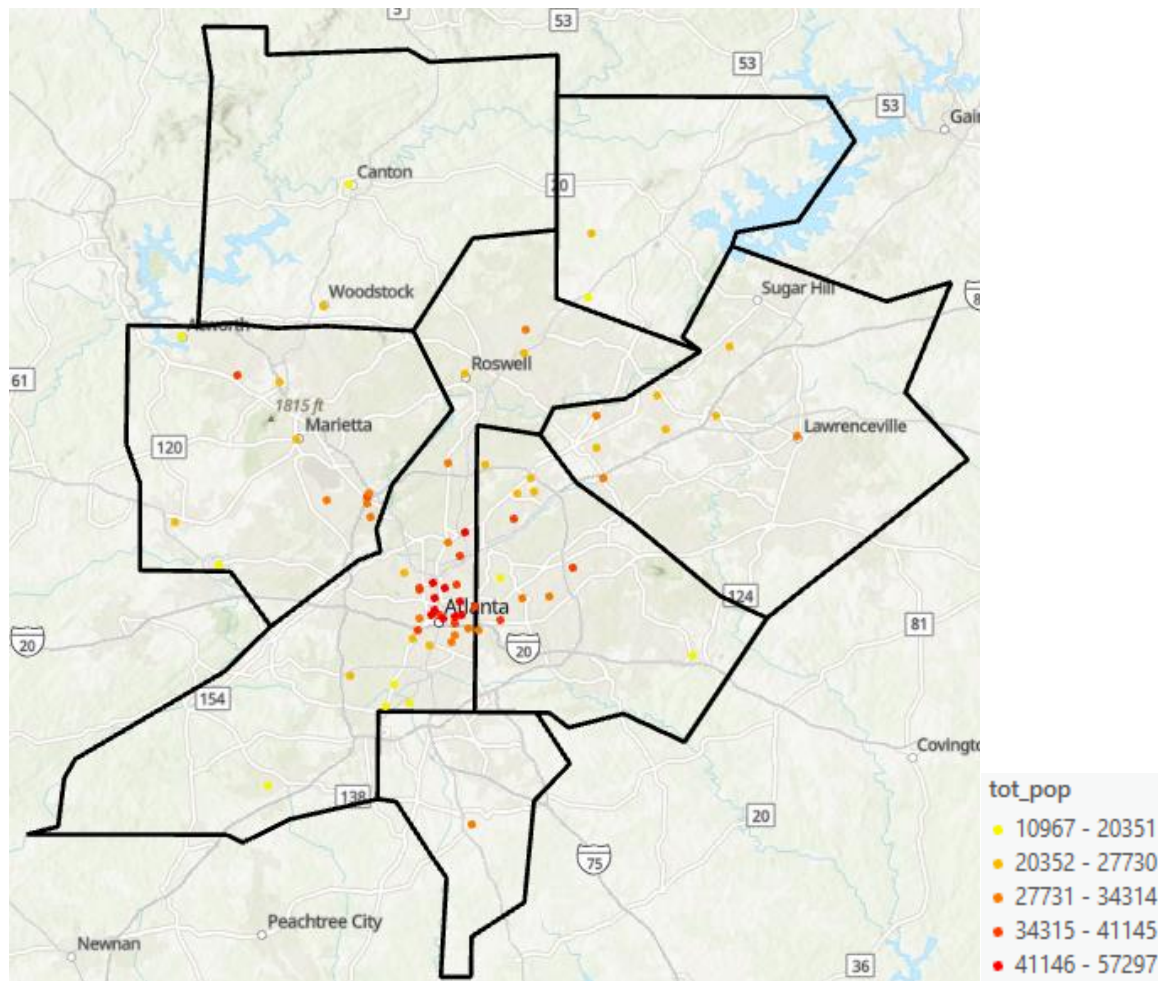 5
53
53
53
Gai
Canton
20
Woodstock
Sugar Hill
Acworth
Roswell
61
1815 ft
Marietta
Lawrenceville
120
Atlanta
124
81
20
20
154
Covingto
138
20
75
Peachtree City
Newnan
36
tot_pop
10967 - 20351
20352 - 27730
27731 - 34314
34315 - 41145
41146 - 57297